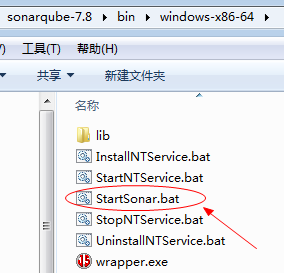 sonarqube-7.8 ▸ bin ▸ windows-x86-64 ▸
工具(T) 帮助(H)
共享 ▼ 新建文件夹
名称
lib
InstallNTService.bat
StartNTService.bat
StartSonar.bat
StopNTService.bat
UninstallNTService.bat
wrapper.exe